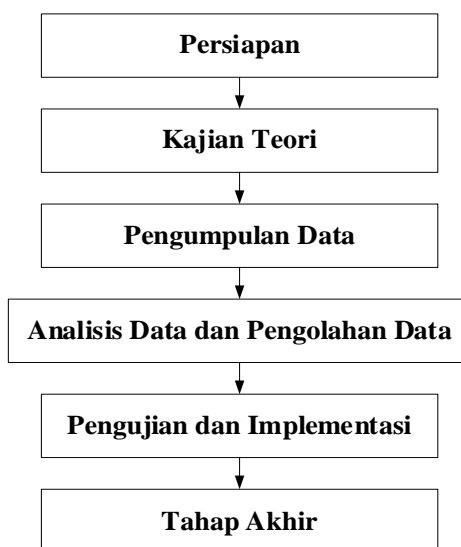 Persiapan
Kajian Teori
Pengumpulan Data
Analisis Data dan Pengolahan Data
Pengujian dan Implementasi
Tahap Akhir